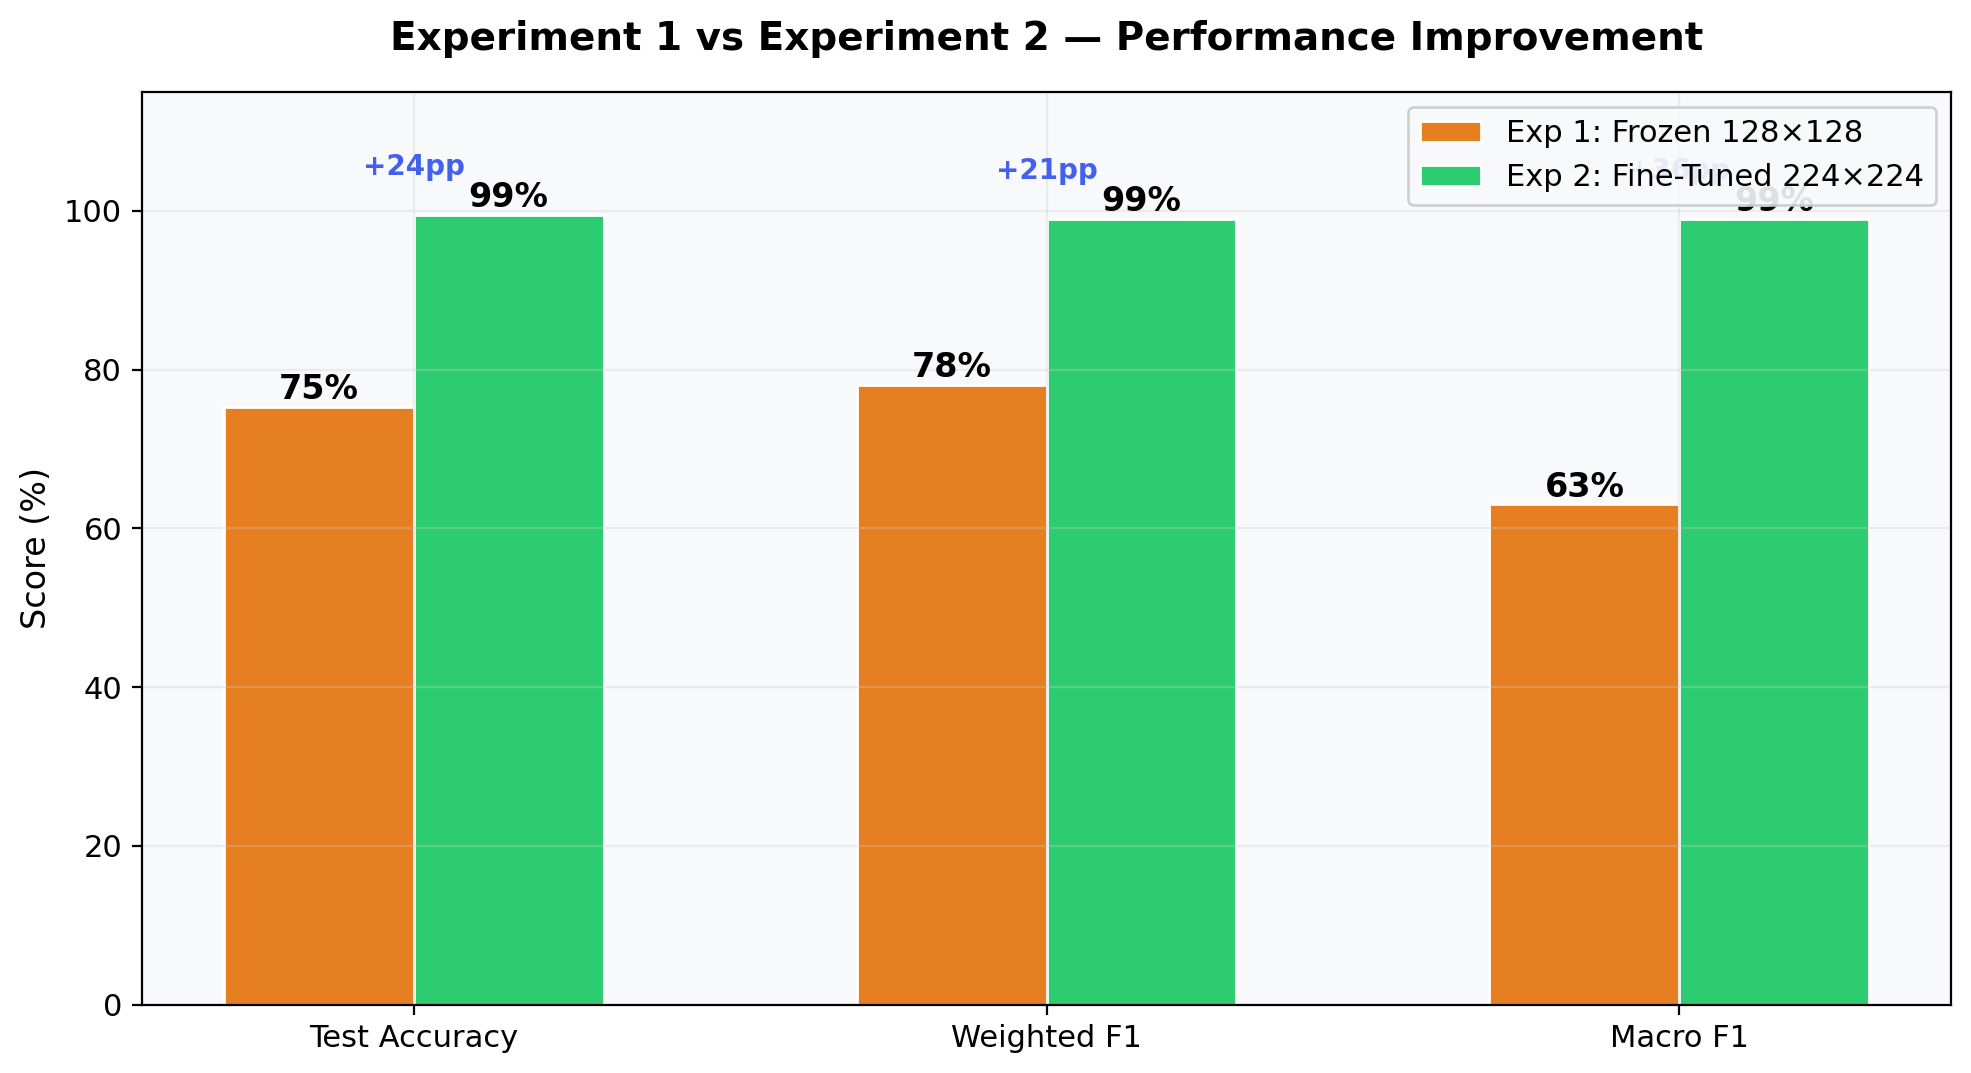 Experiment 1 vs Experiment 2 — Performance Improvement
Exp 1: Frozen 128×128
Exp 2: Fine-Tuned 224×224
+24pp
+21pp
+36pp
99%
99%
99%
75%
78%
63%
100
80
60
40
20
0
Score (%)
Test Accuracy
Weighted F1
Macro F1